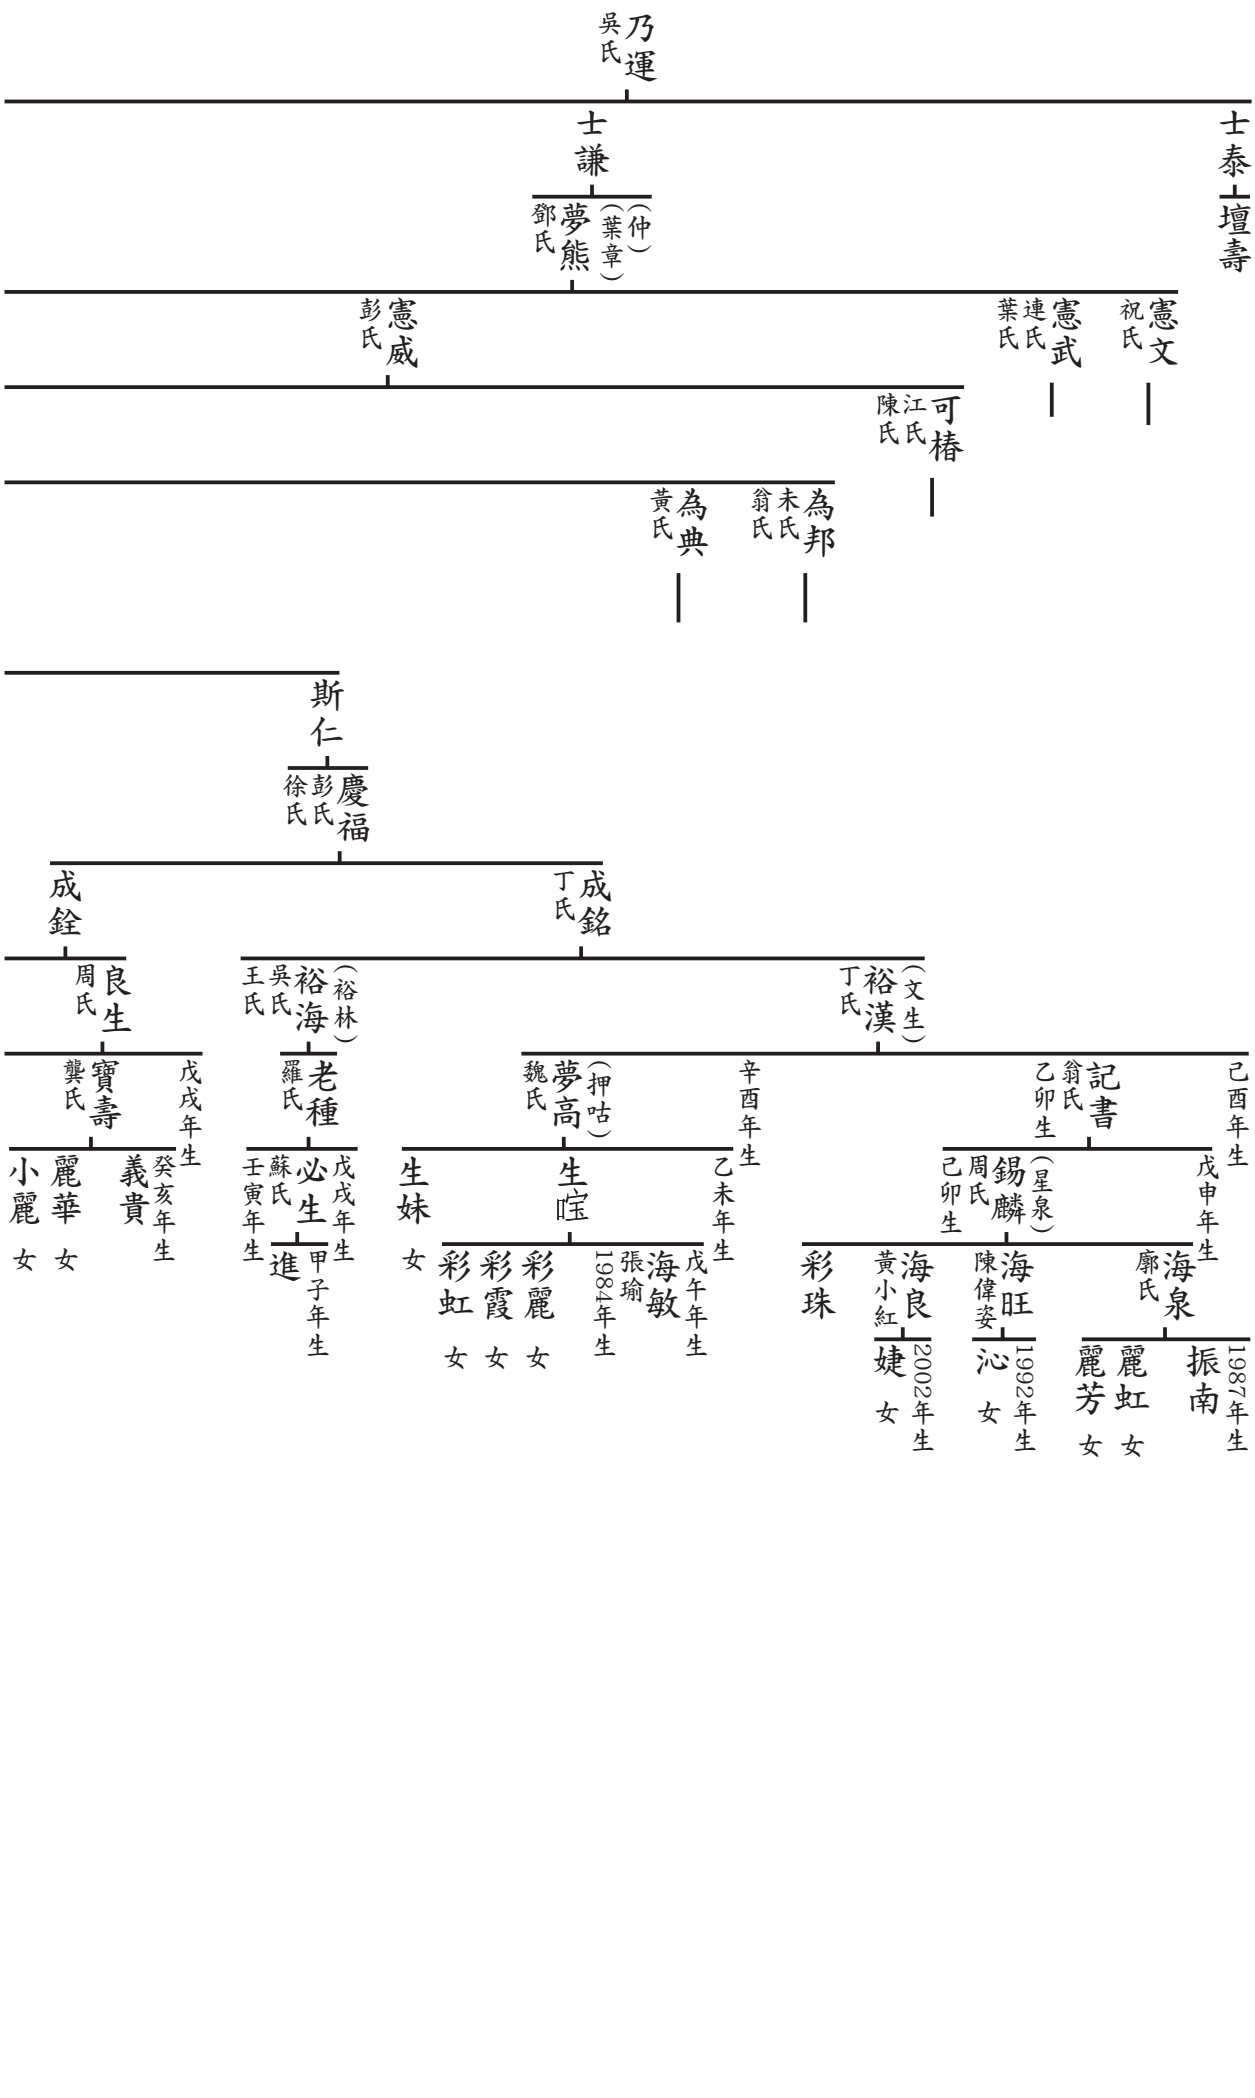 乃運
吳氏
士泰
士謙
壇壽
(仲)
(葉章)
夢熊
鄧氏
憲文
祝氏
憲武
連氏
葉氏
憲威
彭氏
可椿
江氏
陳氏
為邦
未氏
翁氏
為典
黃氏
斯仁
慶福
彭氏
徐氏
成銘
丁氏
成銓
(文生)
裕漢
丁氏
(裕林)
裕海
吳氏
王氏
良生
周氏
己酉年生
記書
翁氏
乙卯生
辛酉年生
(押咕)
夢高
魏氏
老種
羅氏
戊戌年生
寶壽
龔氏
戊申年生
(星泉)
錫麟
周氏
己卯生
乙未年生
生喧
生妹 女
戊戌年生
必生
蘇氏
壬寅年生
癸亥年生
義貴
麗華 女
小麗 女
海泉
廓氏
海旺
陳偉姿
海良
黃小紅
彩珠
戊午年生
海敏
張瑜
1984年生
彩麗 女
彩霞 女
彩虹 女
甲子年生
進
1987年生
振南
麗虹 女
麗芳 女
1992年生
沁 女
2002年生
婕 女